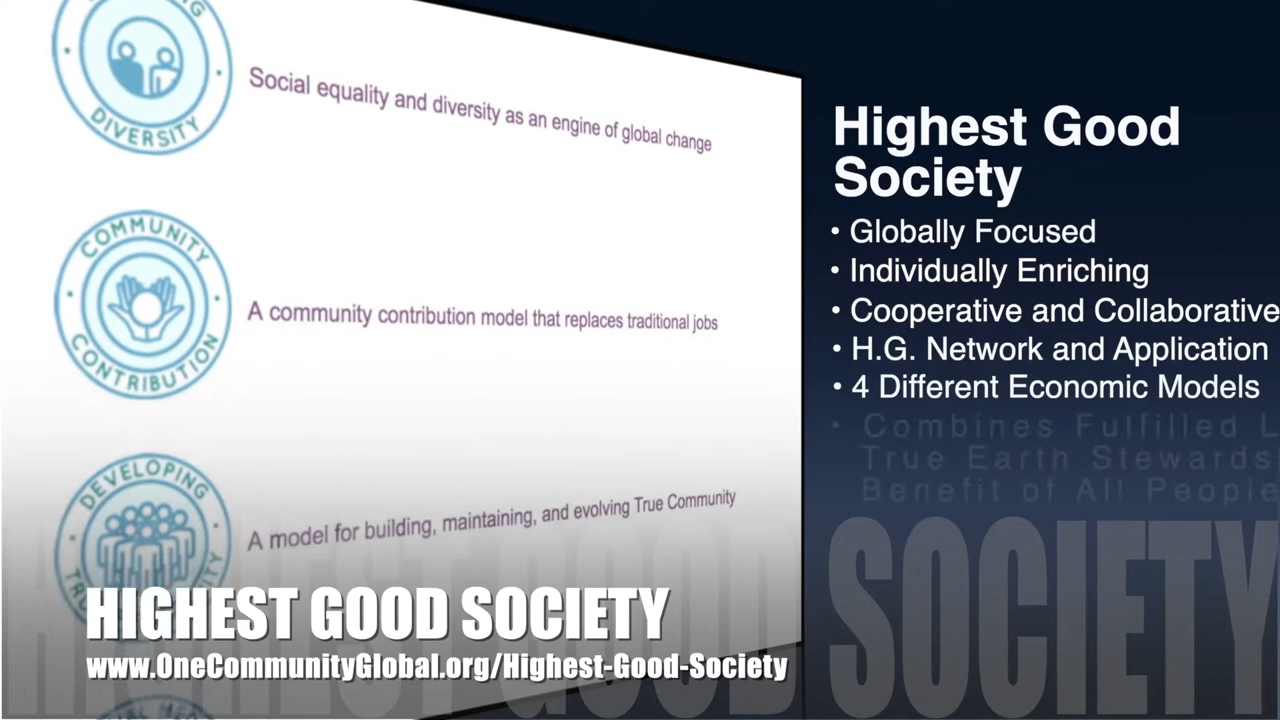 NG
DIVERSITY
Social equality and diversity as an engine of global change
COMMUNITY
CONTRIBUTION
A community contribution model that replaces traditional jobs
DEVELOPING
A model for building, maintaining, and evolving True Community
Highest Good
Society
• Globally Focused
• Individually Enriching
• Cooperative and Collaborative
• H.G. Network and Application
• 4 Different Economic Models
• Combines Fulfilled L
True Earth Stewards
Benefit of All People
HIGHEST GOOD SOCIETY
HIGHEST GOOD SOCIETY
www.OneCommunityGlobal.org/Highest-Good-Society